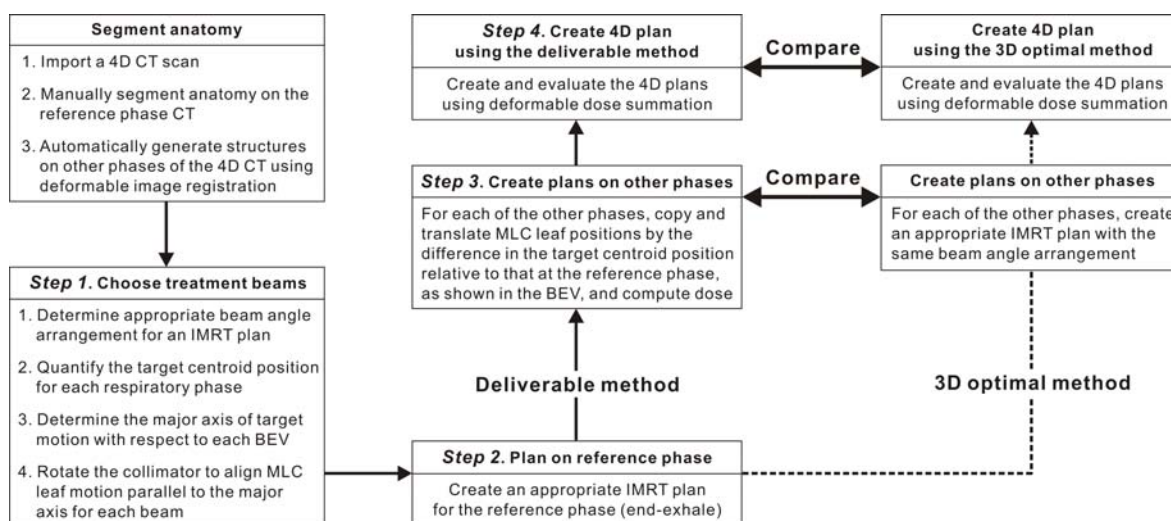 Segment anatomy
1. Import a 4D CT scan
2. Manually segment anatomy on the
reference phase CT
3. Automatically generate structures
on other phases of the 4D CT using
deformable image registration
Step 1. Choose treatment beams
1. Determine appropriate beam angle
arrangement for an IMRT plan
2. Quantify the target centroid position
for each respiratory phase
3. Determine the major axis of target
motion with respect to each BEV
4. Rotate the collimator to align MLC
leaf motion parallel to the major
axis for each beam
Step 2. Plan on reference phase
Create an appropriate IMRT plan
for the reference phase (end-exhale)
Deliverable method
3D optimal method
Step 3. Create plans on other phases
For each of the other phases, copy and
translate MLC leaf positions by the
difference in the target centroid position
relative to that at the reference phase,
as shown in the BEV, and compute dose
Compare
Create plans on other phases
For each of the other phases, create
an appropriate IMRT plan with the
same beam angle arrangement
Step 4. Create 4D plan
using the deliverable method
Create and evaluate the 4D plans
using deformable dose summation
Compare
Create 4D plan
using the 3D optimal method
Create and evaluate the 4D plans
using deformable dose summation